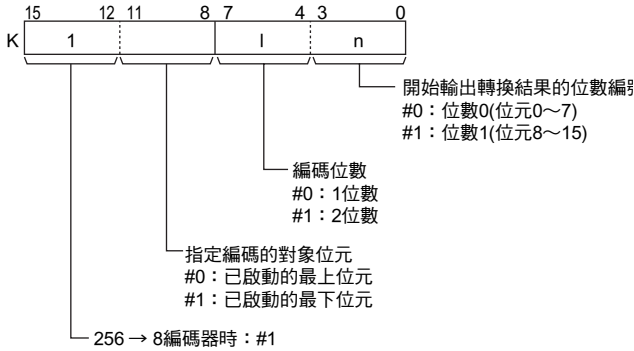 15 12 11 8 7 4 3 0
K 1 l n
開始輸出轉換結果的位數編
#0：位數0(位元0～7)
#1：位數1(位元8～15)
編碼位數
#0：1位數
#1：2位數
指定編碼的對象位元
#0：已啟動的最上位元
#1：已啟動的最下位元
256 → 8編碼器時：#1